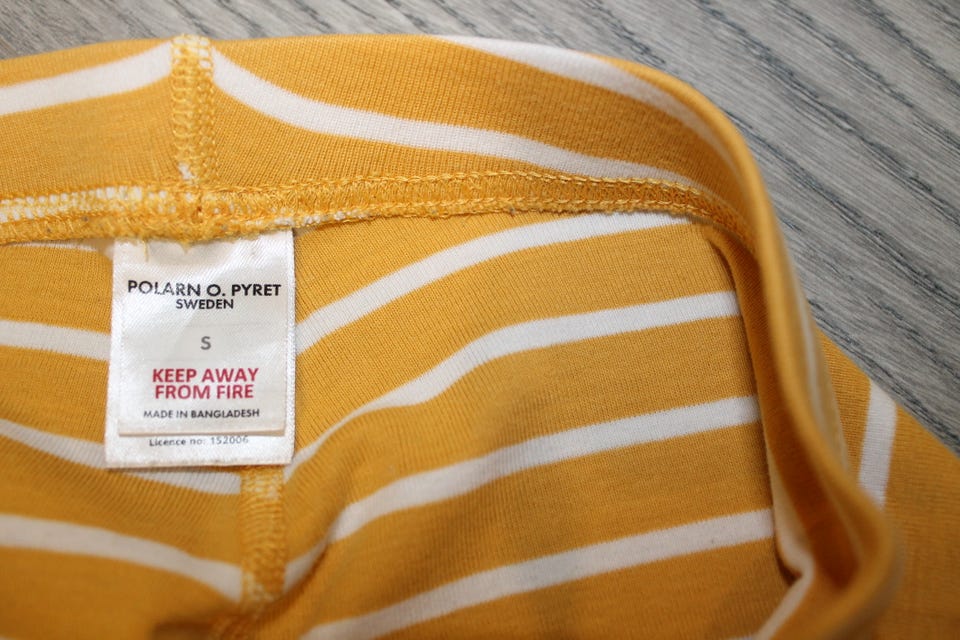 POLARN O. PYRET
SWEDEN
S
KEEP AWAY
FROM FIRE
MADE IN BANGLADESH
Licence no: 152006